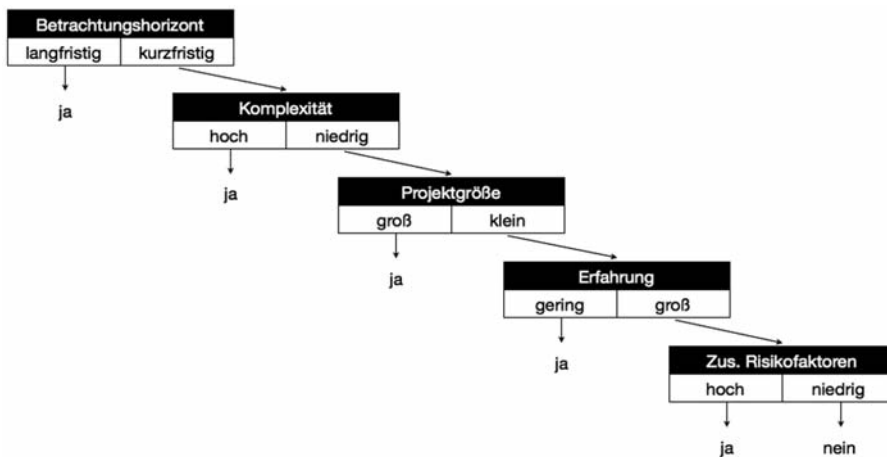 Betrachtungshorizont
langfristig kurzfristig
ja
Komplexität
hoch niedrig
ja
Projektgröße
groß klein
ja
Erfahrung
gering groß
ja
Zus. Risikofaktoren
hoch niedrig
ja nein